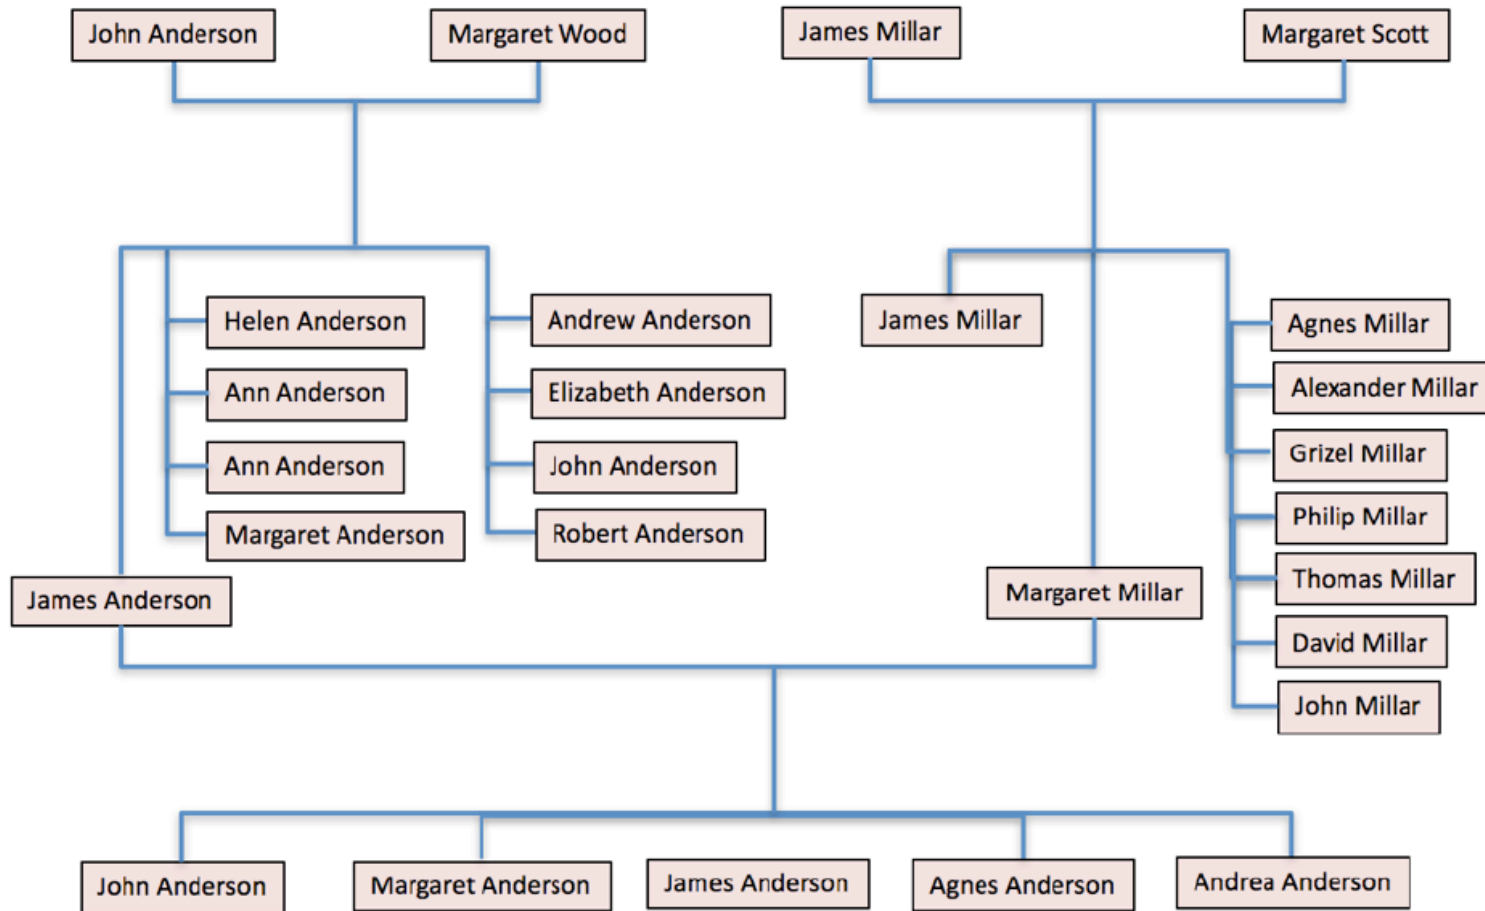 John Anderson
Margaret Wood
James Millar
Margaret Scott
Helen Anderson
Ann Anderson
Ann Anderson
Margaret Anderson
Andrew Anderson
Elizabeth Anderson
John Anderson
Robert Anderson
James Anderson
James Millar
Margaret Millar
Agnes Millar
Alexander Millar
Grizel Millar
Philip Millar
Thomas Millar
David Millar
John Millar
John Anderson
Margaret Anderson
James Anderson
Agnes Anderson
Andrea Anderson